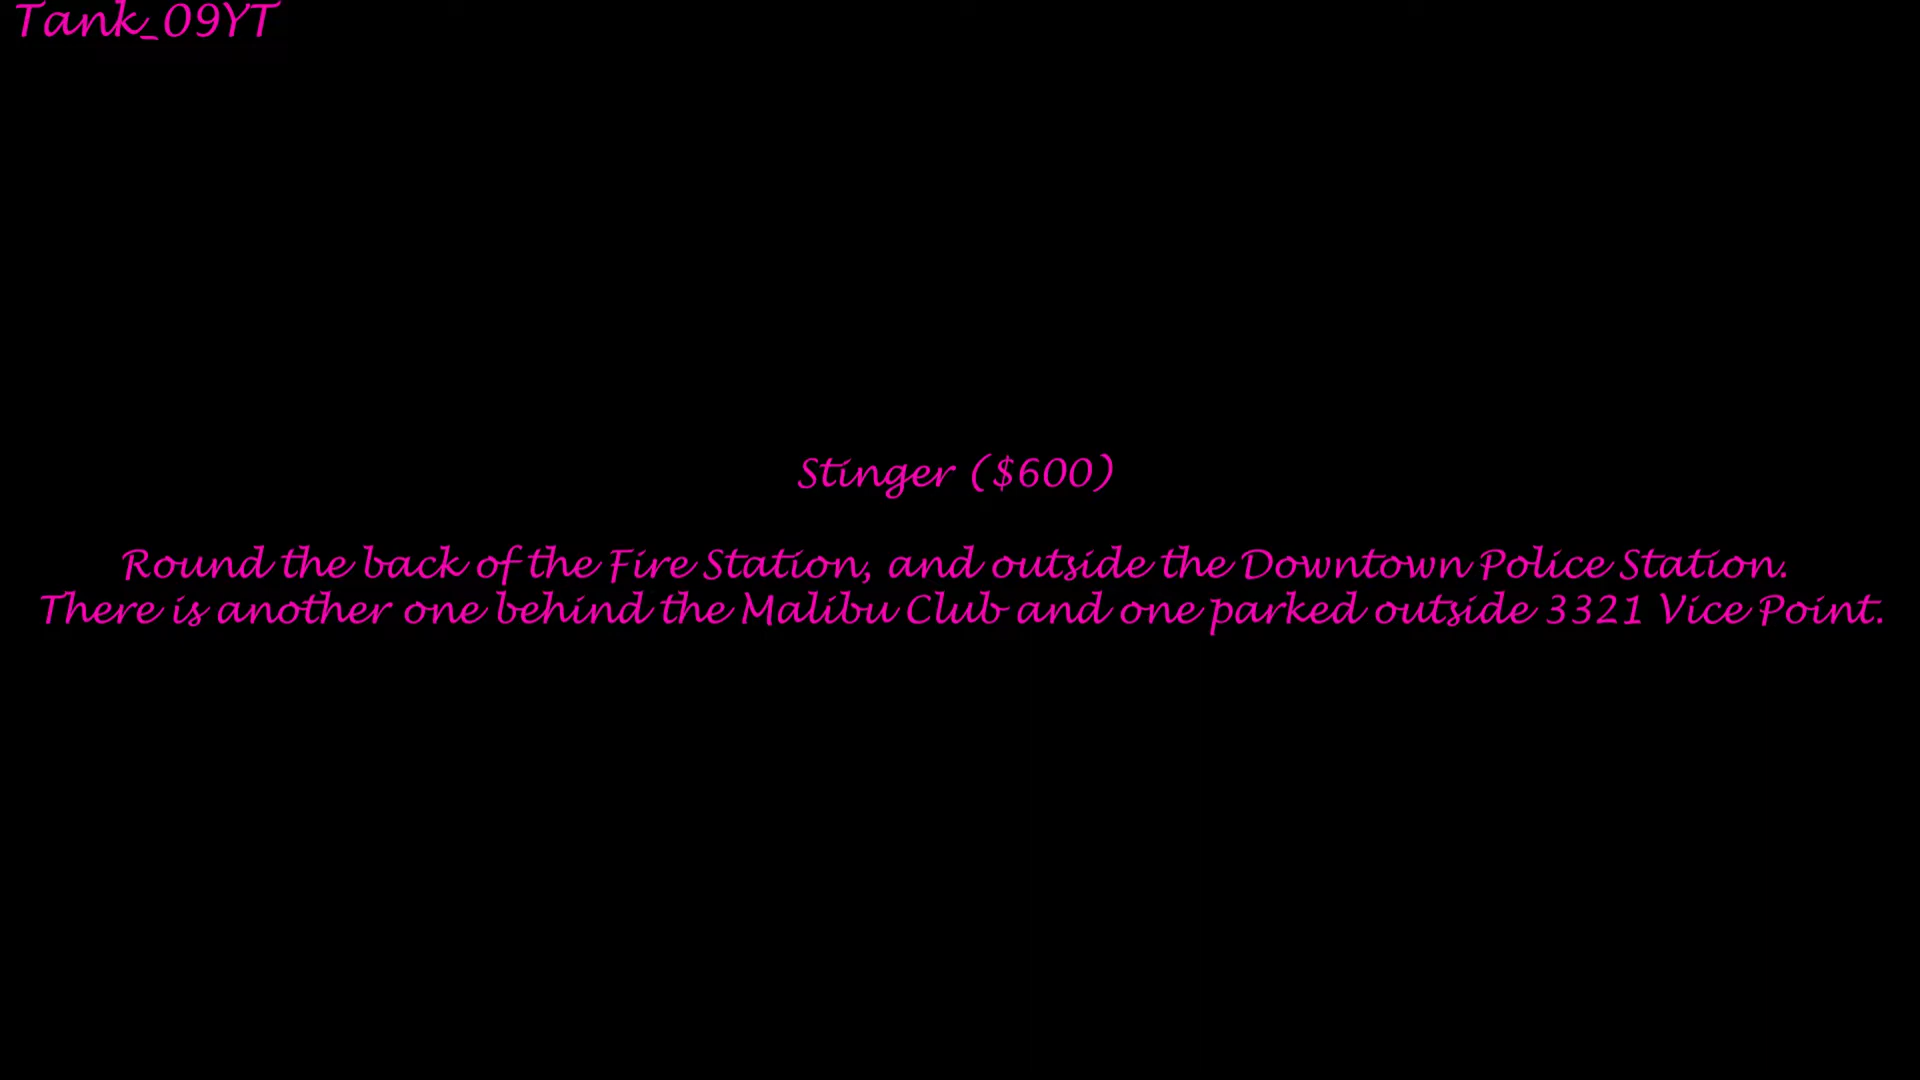 Tank_09YT
Stinger ($600)
Round the back of the Fire Station, and outside the Downtown Police Station.
There is another one behind the Malibu Club and one parked outside 3321 Vice Point.